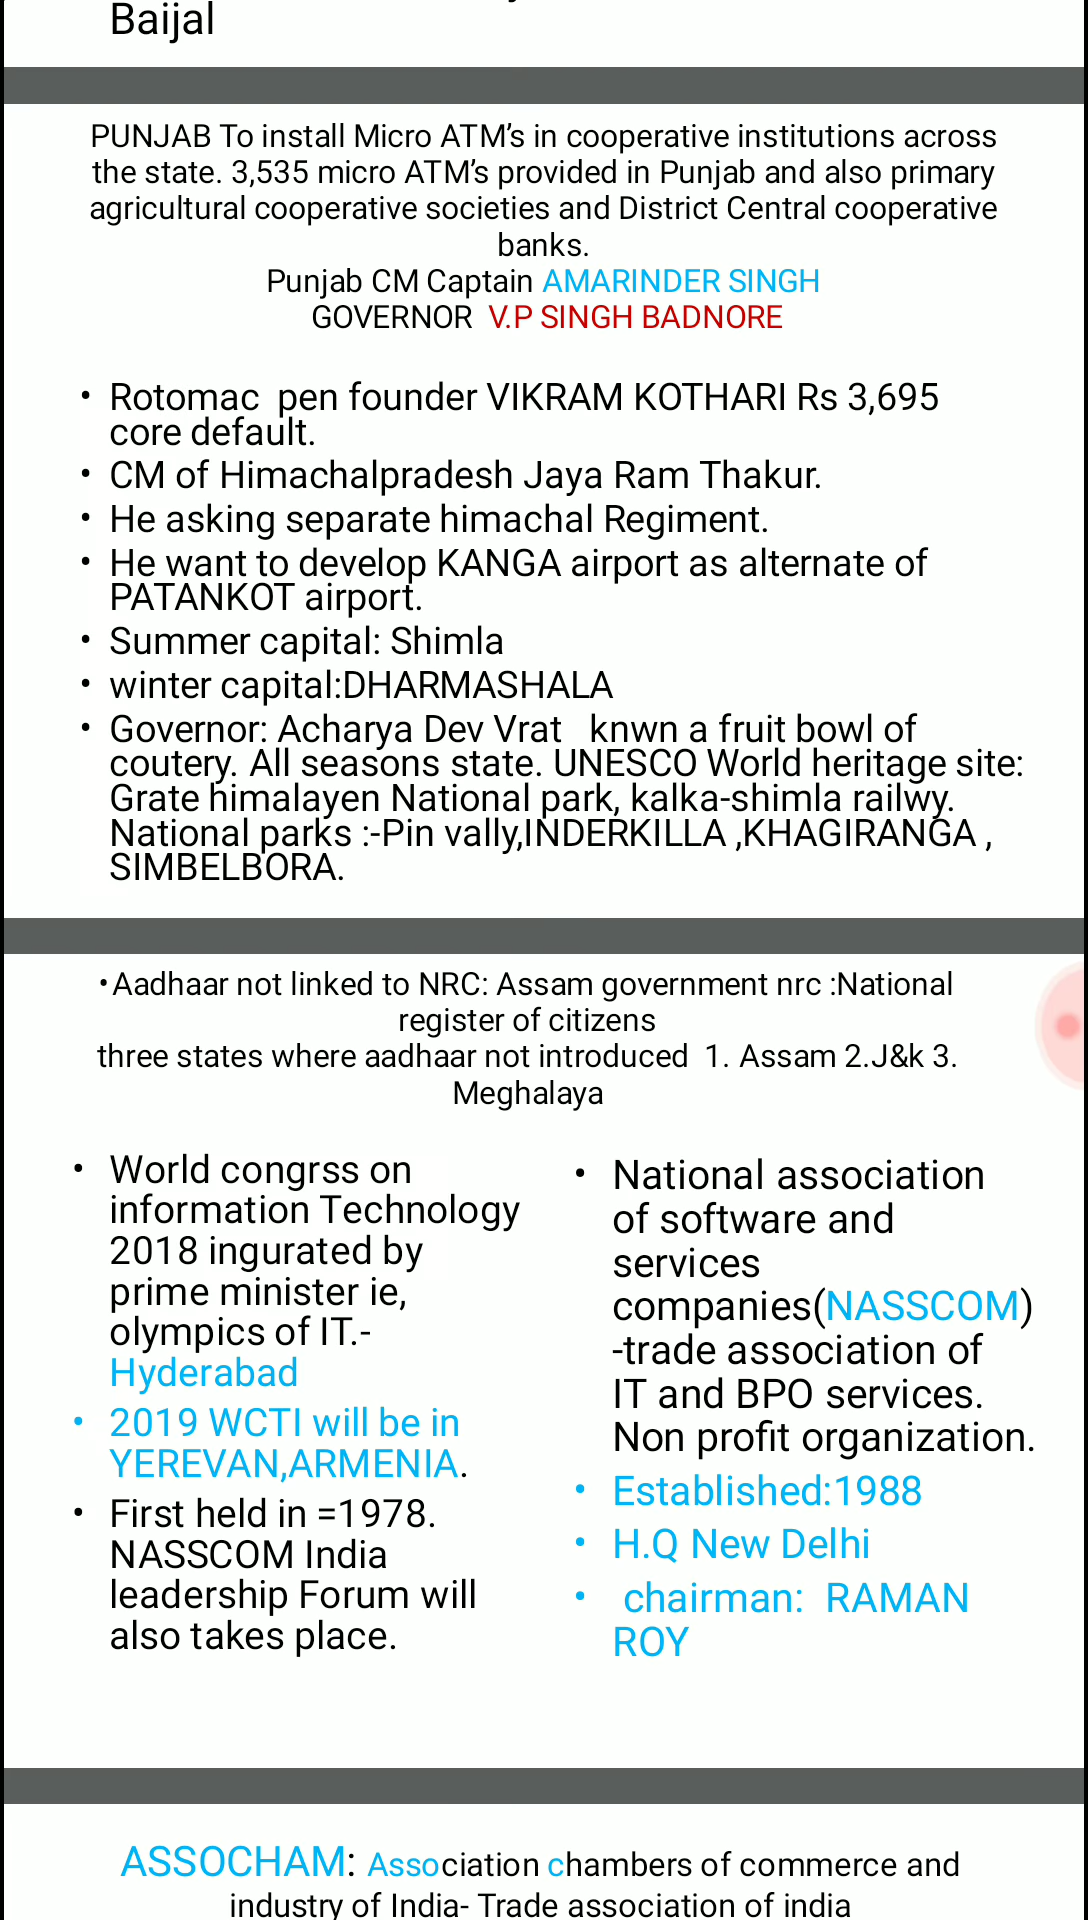 Baijal
PUNJAB To install Micro ATM's in cooperative institutions across
the state. 3,535 micro ATM's provided in Punjab and also primary
agricultural cooperative societies and District Central cooperative
banks.
Punjab CM Captain AMARINDER SINGH
GOVERNOR V.P SINGH BADNORE
• Rotomac pen founder VIKRAM KOTHARI Rs 3,695
core default.
• CM of Himachalpradesh Jaya Ram Thakur.
• He asking separate himachal Regiment.
• He want to develop KANGA airport as alternate of
PATANKOT airport.
• Summer capital: Shimla
• winter capital:DHARMASHALA
• Governor: Acharya Dev Vrat knwn a fruit bowl of
coutery. All seasons state. UNESCO World heritage site:
Grate himalayen National park, kalka-shimla railwy.
National parks :-Pin vally,INDERKILLA ,KHAGIRANGA ,
SIMBELBORA.
•Aadhaar not linked to NRC: Assam government nrc :National
register of citizens
three states where aadhaar not introduced 1. Assam 2.J&k 3.
Meghalaya
• World congrss on
information Technology
2018 ingurated by
prime minister ie,
olympics of IT.-
Hyderabad
• 2019 WCTI will be in
YEREVAN,ARMENIA.
• First held in =1978.
NASSCOM India
leadership Forum will
also takes place.
• National association
of software and
services
companies(NASSCOM)
-trade association of
IT and BPO services.
Non profit organization.
• Established:1988
• H.Q New Delhi
• chairman: RAMAN
ROY
ASSOCHAM: Association chambers of commerce and
industry of India- Trade association of india